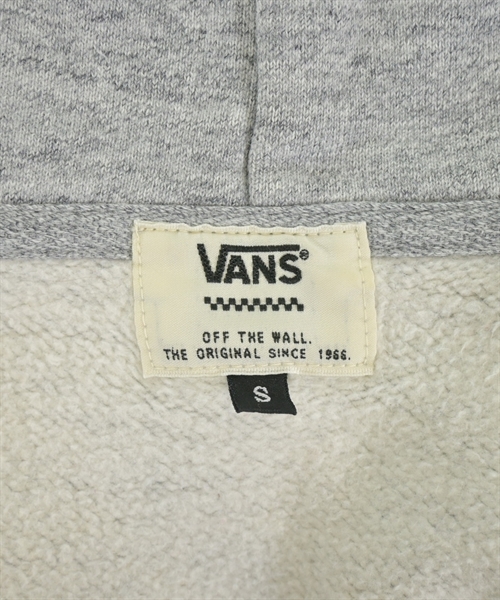 VANS®
OFF THE WALL.
THE ORIGINAL SINCE 1966.
S